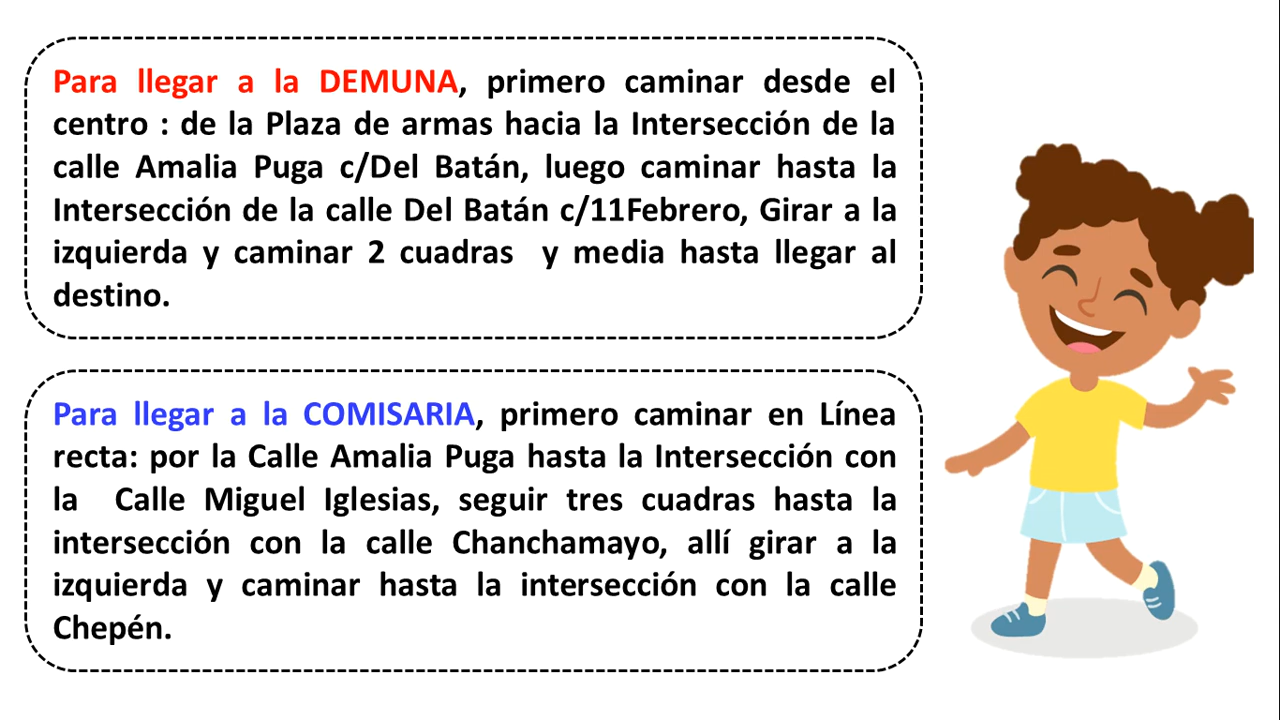 Para llegar a la DEMUNA, primero caminar desde el
centro : de la Plaza de armas hacia la Intersección de la
calle Amalia Puga c/Del Batán, luego caminar hasta la
Intersección de la calle Del Batán c/11Febrero, Girar a la
izquierda y caminar 2 cuadras y media hasta llegar al
destino.
Para llegar a la COMISARIA, primero caminar en Línea
recta: por la Calle Amalia Puga hasta la Intersección con
la Calle Miguel Iglesias, seguir tres cuadras hasta la
intersección con la calle Chanchamayo, allí girar a la
izquierda y caminar hasta la intersección con la calle
Chepén.